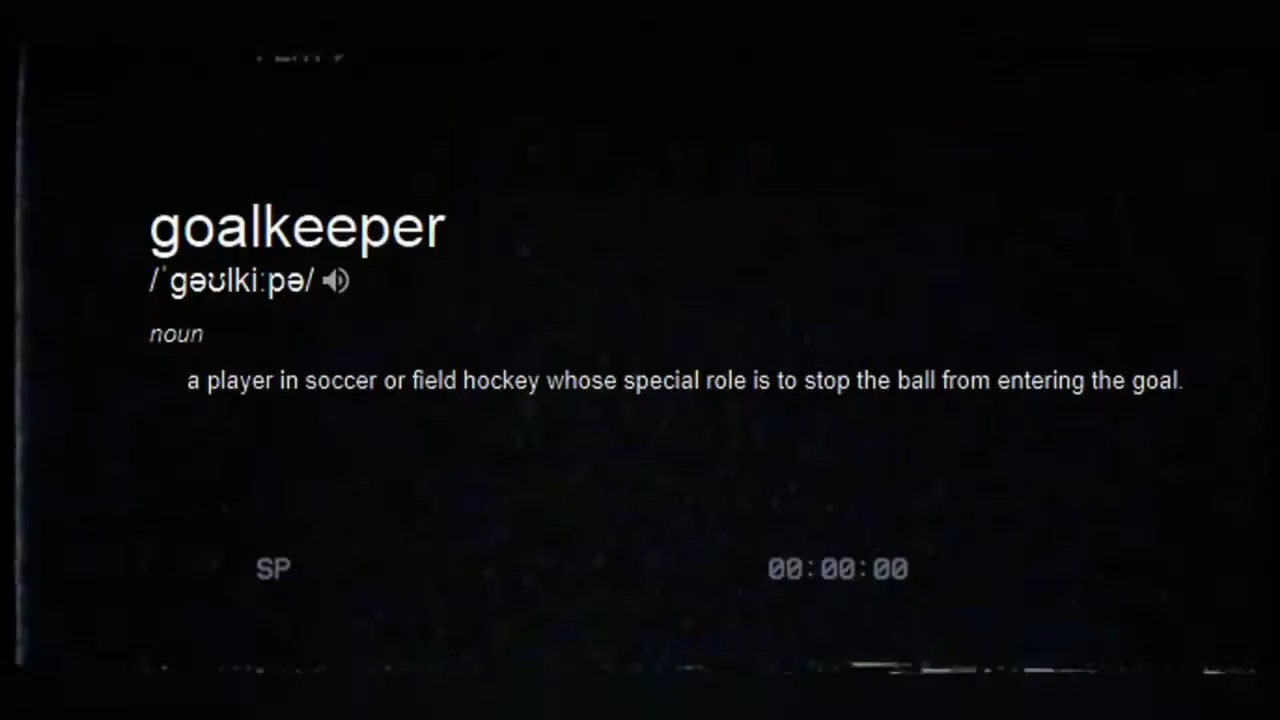 goalkeeper
/ˈɡəʊlkiːpə/
noun
a player in soccer or field hockey whose special role is to stop the ball from entering the goal.
SP
00:00:00